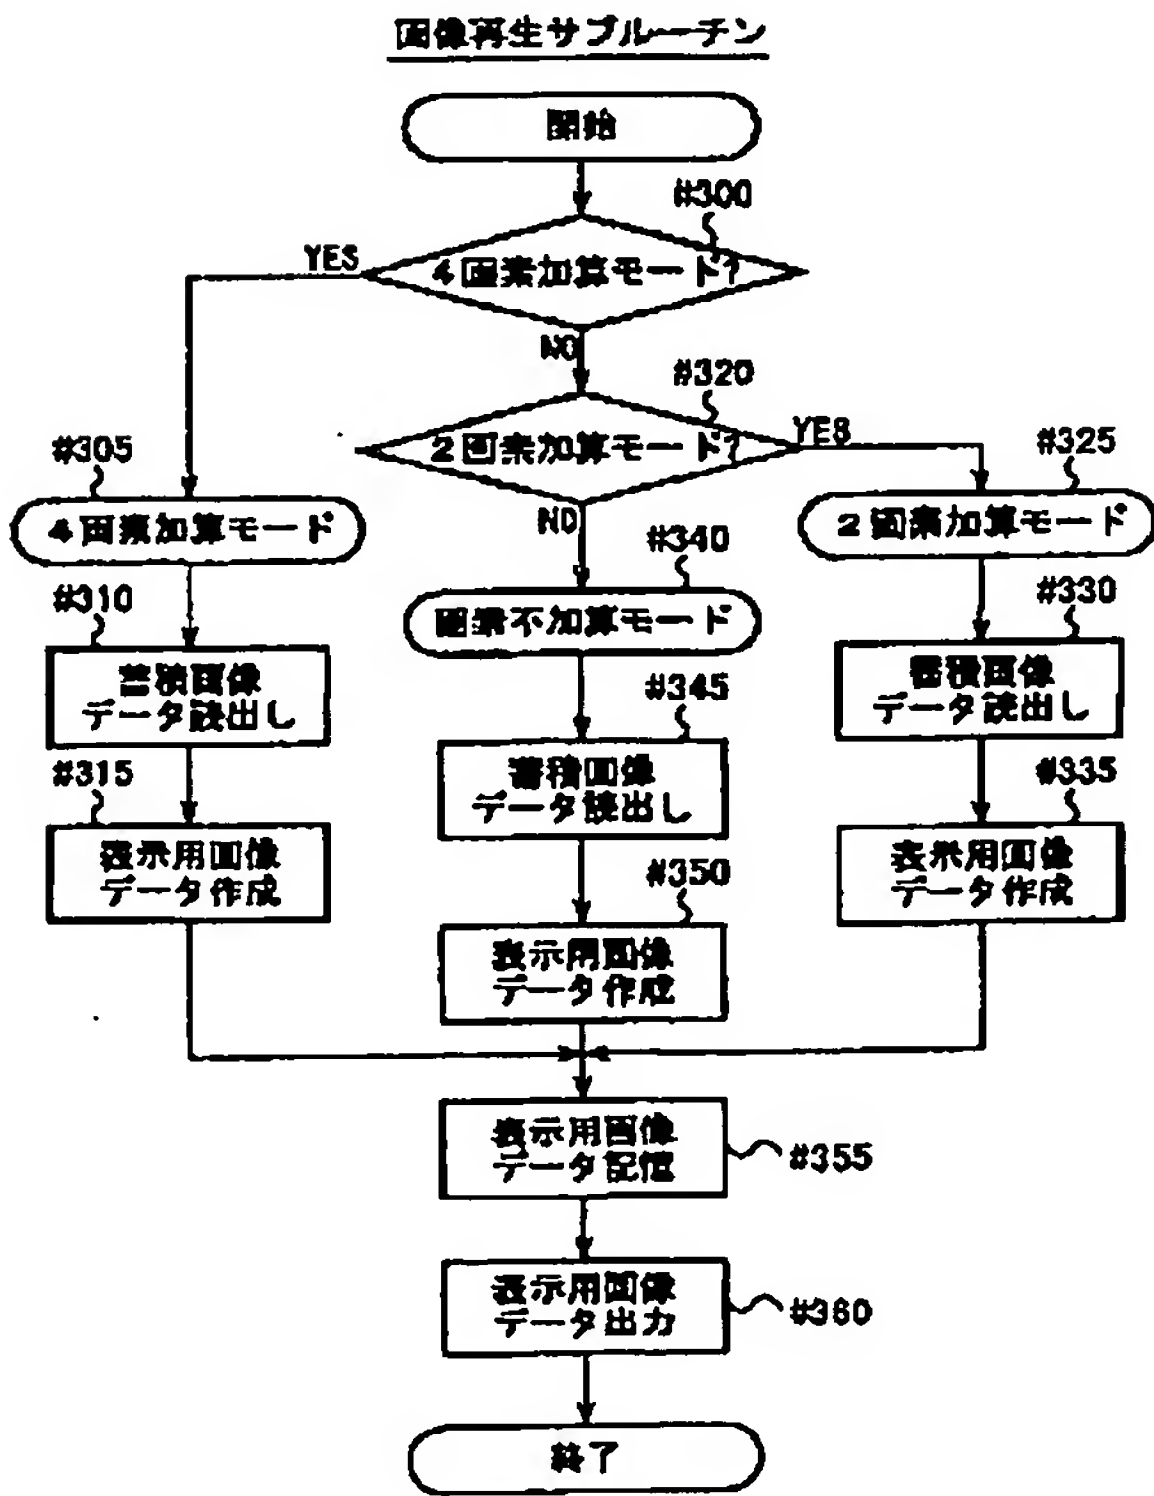 画像再生サブルーチン
開始
#300
YES
4画素加算モード?
NO
#320
2画素加算モード?
YES
NO
#305
4画素加算モード
#310
蓄積画像
データ読出し
#315
表示用画像
データ作成
#340
画素不加算モード
#345
蓄積画像
データ読出し
#350
表示用画像
データ作成
#325
2画素加算モード
#330
蓄積画像
データ読出し
#335
表示用画像
データ作成
表示用画像
データ記憶
#355
表示用画像
データ出力
#360
終了